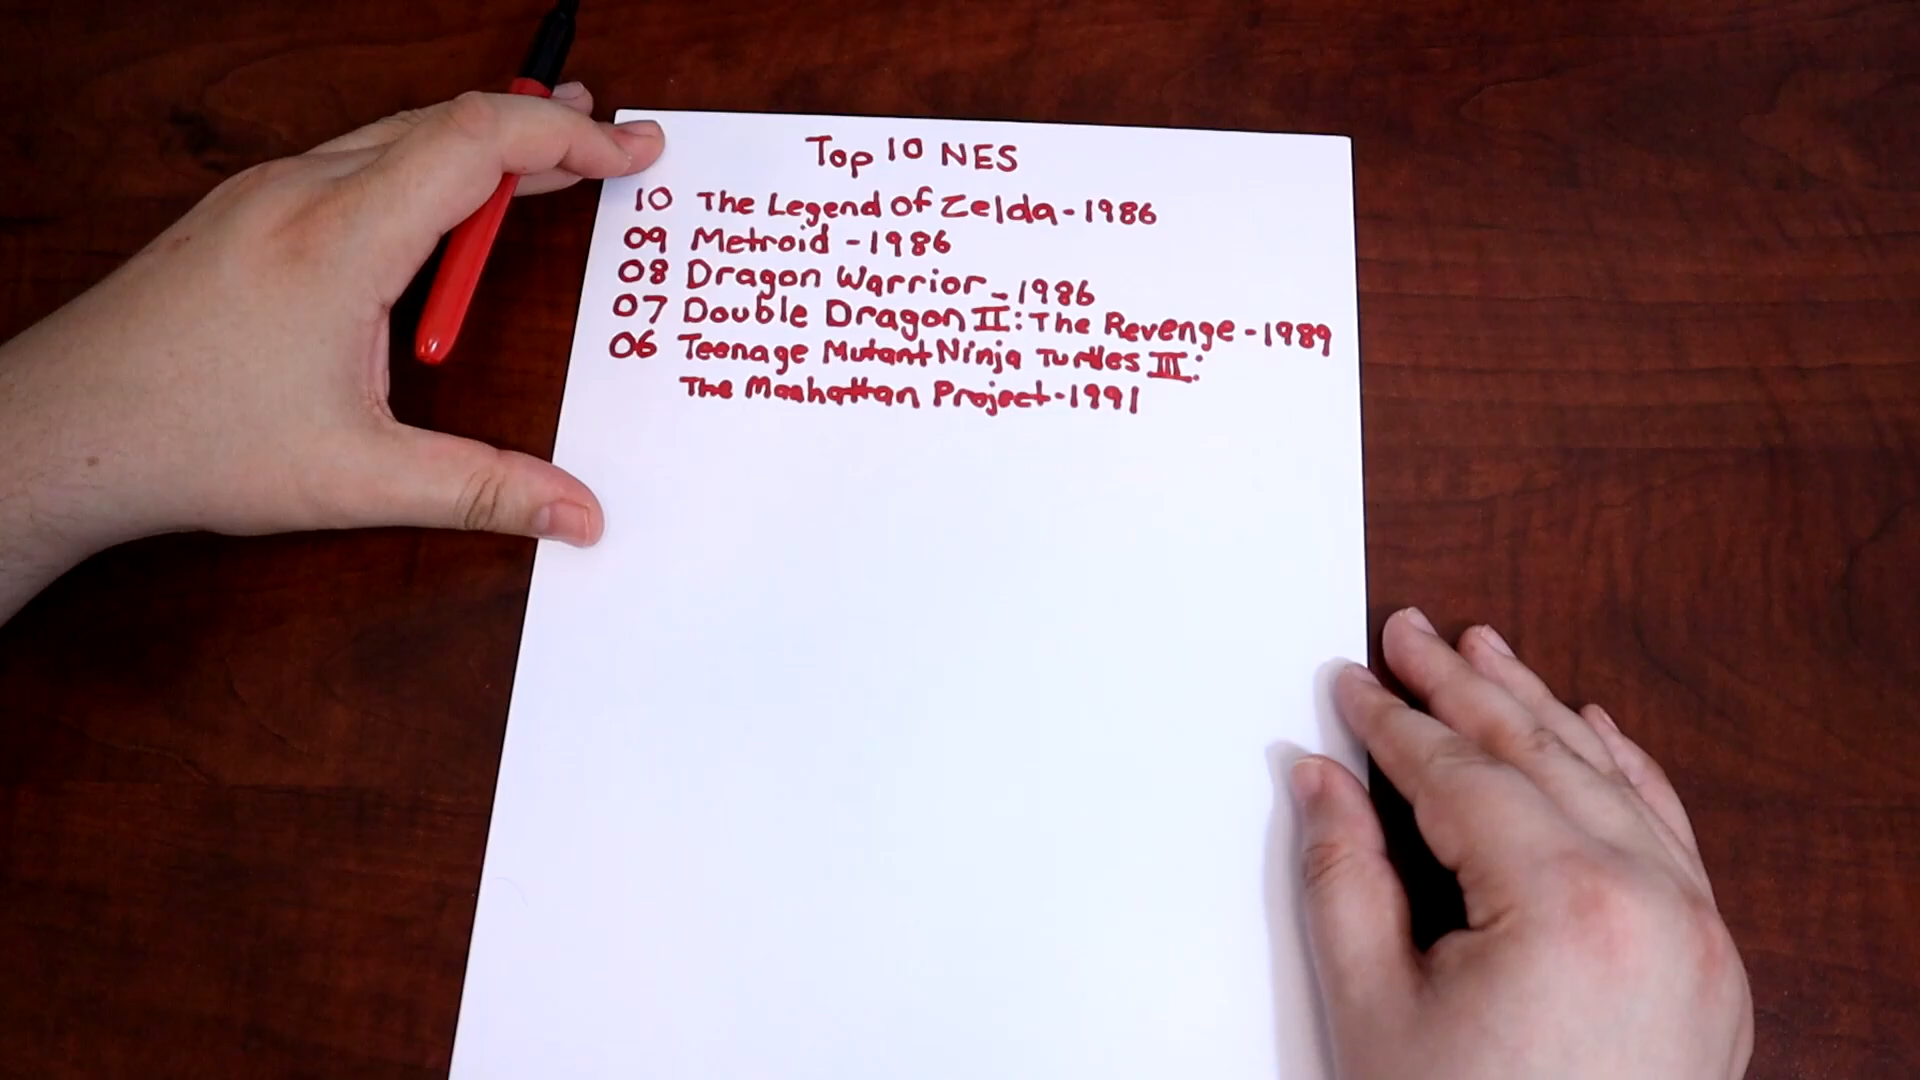 Top 10 NES
10 The Legend Of Zelda-1986
09 Metroid -1986
08 Dragon Warrior-1986
07 Double Dragon II: The Revenge -1989
06 Teenage Mutant Ninja Turtles III:
The Manhattan Project-1991